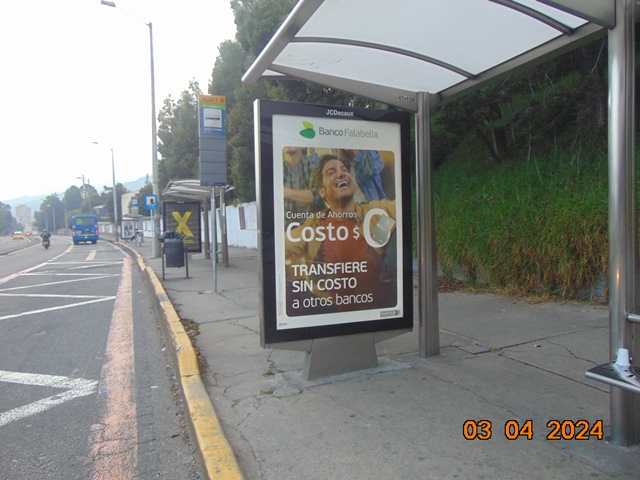 JCDecaux
Banco Falabella
Cuenta de Ahorros
Costo $0
TRANSFIERE
SIN COSTO
a otros bancos
X
03 04 2024